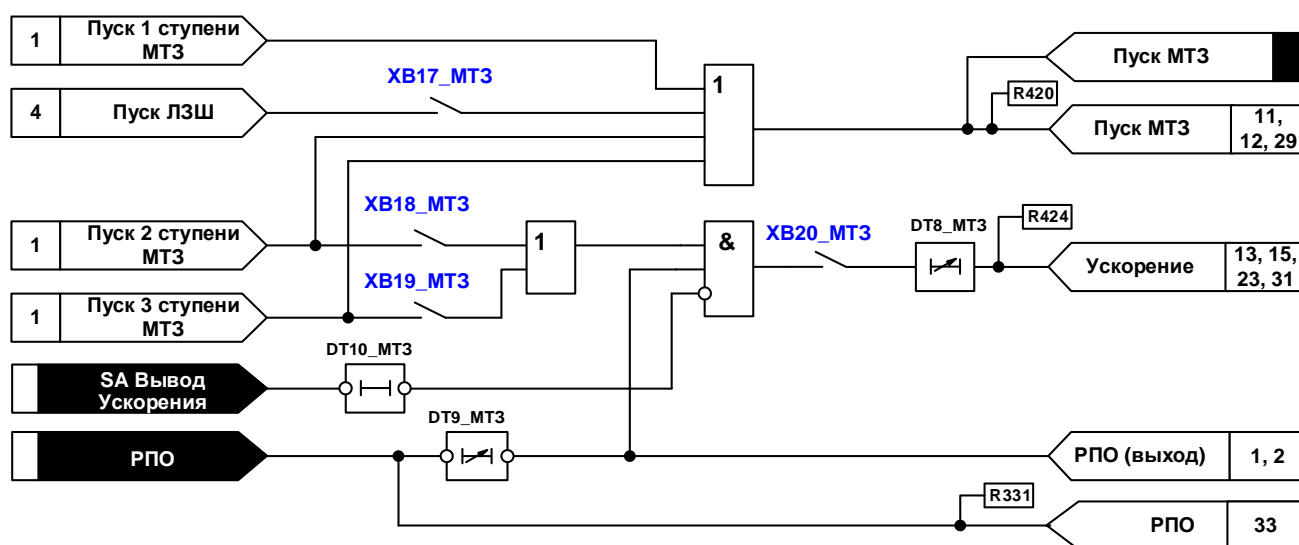 1
Пуск 1 ступени
МТЗ
4
Пуск ЛЗШ
XB17_МТЗ
1
Пуск МТЗ
R420
Пуск МТЗ
11,
12, 29
1
Пуск 2 ступени
МТЗ
XB18_МТЗ
1
Пуск 3 ступени
МТЗ
XB19_МТЗ
1
&
XB20_МТЗ
DT8_МТЗ
R424
Ускорение
13, 15,
23, 31
SA Вывод
Ускорения
DT10_МТЗ
РПО
DT9_МТЗ
РПО (выход)
1, 2
R331
РПО
33